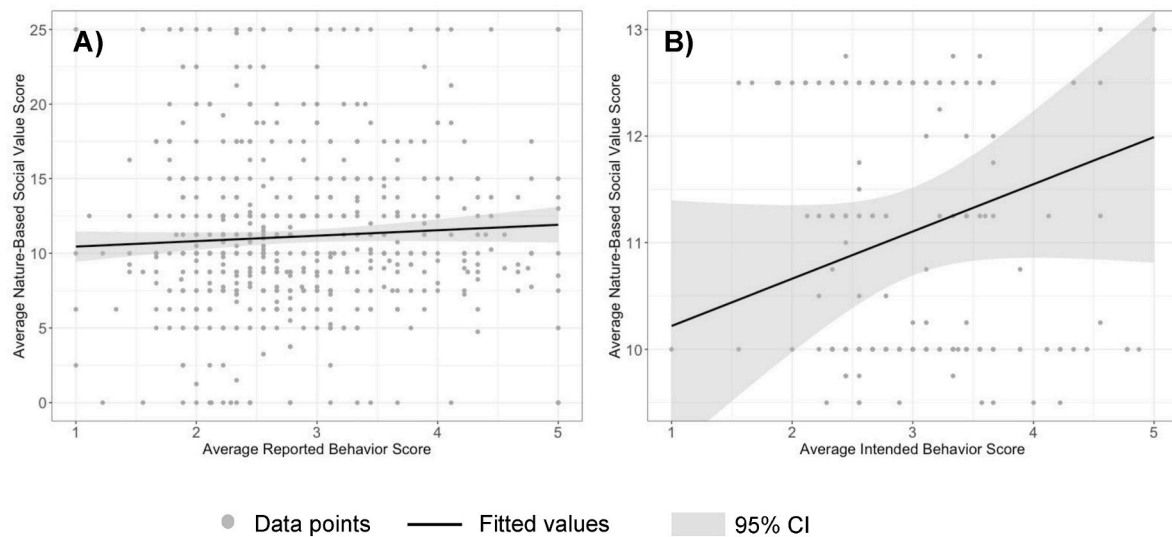 A)
Average Nature-Based Social Value Score
25
20
15
10
5
0
1 2 3 4 5
Average Reported Behavior Score
B)
Average Nature-Based Social Value Score
13
12
11
10
1 2 3 4 5
Average Intended Behavior Score
Data points Fitted values 95% CI